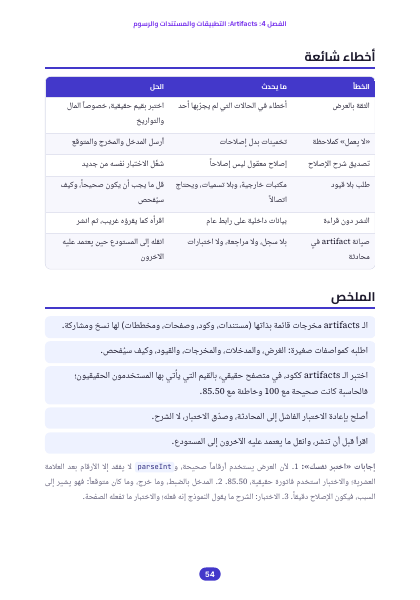 الفصل 4: Artifacts: التطبيقات والمستندات والرسوم
أخطاء شائعة
الخطأ ما يحدث الحل
الثقة بالعرض أخطاء في الحالات التي لم يجرّبها أحد اختبر بقيم حقيقية، خصوصاً المال
والتواريخ
«لا يعمل» كملاحظة تخمينات بدل إصلاحات أرسل المدخل والمخرج والمتوقع
تصديق شرح الإصلاح إصلاح معقول ليس إصلاحاً شغّل الاختبار نفسه من جديد
طلب بلا قيود مكتبات خارجية، وبلا تسميات، ويحتاج قل ما يجب أن يكون صحيحاً، وكيف
اتصالاً سيُفحص
النشر دون قراءة بيانات داخلية على رابط عام اقرأه كما يقرؤه غريب، ثم انشر
صيانة artifact في بلا سجل، ولا مراجعة، ولا اختبارات انقله إلى المستودع حين يعتمد عليه
محادثة الآخرون
الملخص
الـ artifacts مخرجات قائمة بذاتها (مستندات، وكود، وصفحات، ومخططات) لها نسخ ومشاركة.
اطلبه كمواصفات صغيرة: الغرض، والمدخلات، والمخرجات، والقيود، وكيف سيُفحص.
اختبر الـ artifacts ككود، في متصفح حقيقي، بالقيم التي يأتي بها المستخدمون الحقيقيون؛
فالحاسبة كانت صحيحة مع 100 وخاطئة مع 85.50.
أصلح بإعادة الاختبار الفاشل إلى المحادثة، وصدّق الاختبار، لا الشرح.
اقرأ قبل أن تنشر، وانقل ما يعتمد عليه الآخرون إلى المستودع.
إجابات «اختبر نفسك»: 1. لأن العرض يستخدم أرقاماً صحيحة، و parseInt لا يفقد إلا الأرقام بعد العلامة
العشرية؛ والاختبار استخدم فاتورة حقيقية، 85.50. 2. المدخل بالضبط، وما خرج، وما كان متوقعاً؛ فهو يشير إلى
السبب، فيكون الإصلاح دقيقاً. 3. الاختبار: الشرح ما يقول النموذج إنه فعله، والاختبار ما تفعله الصفحة.
54